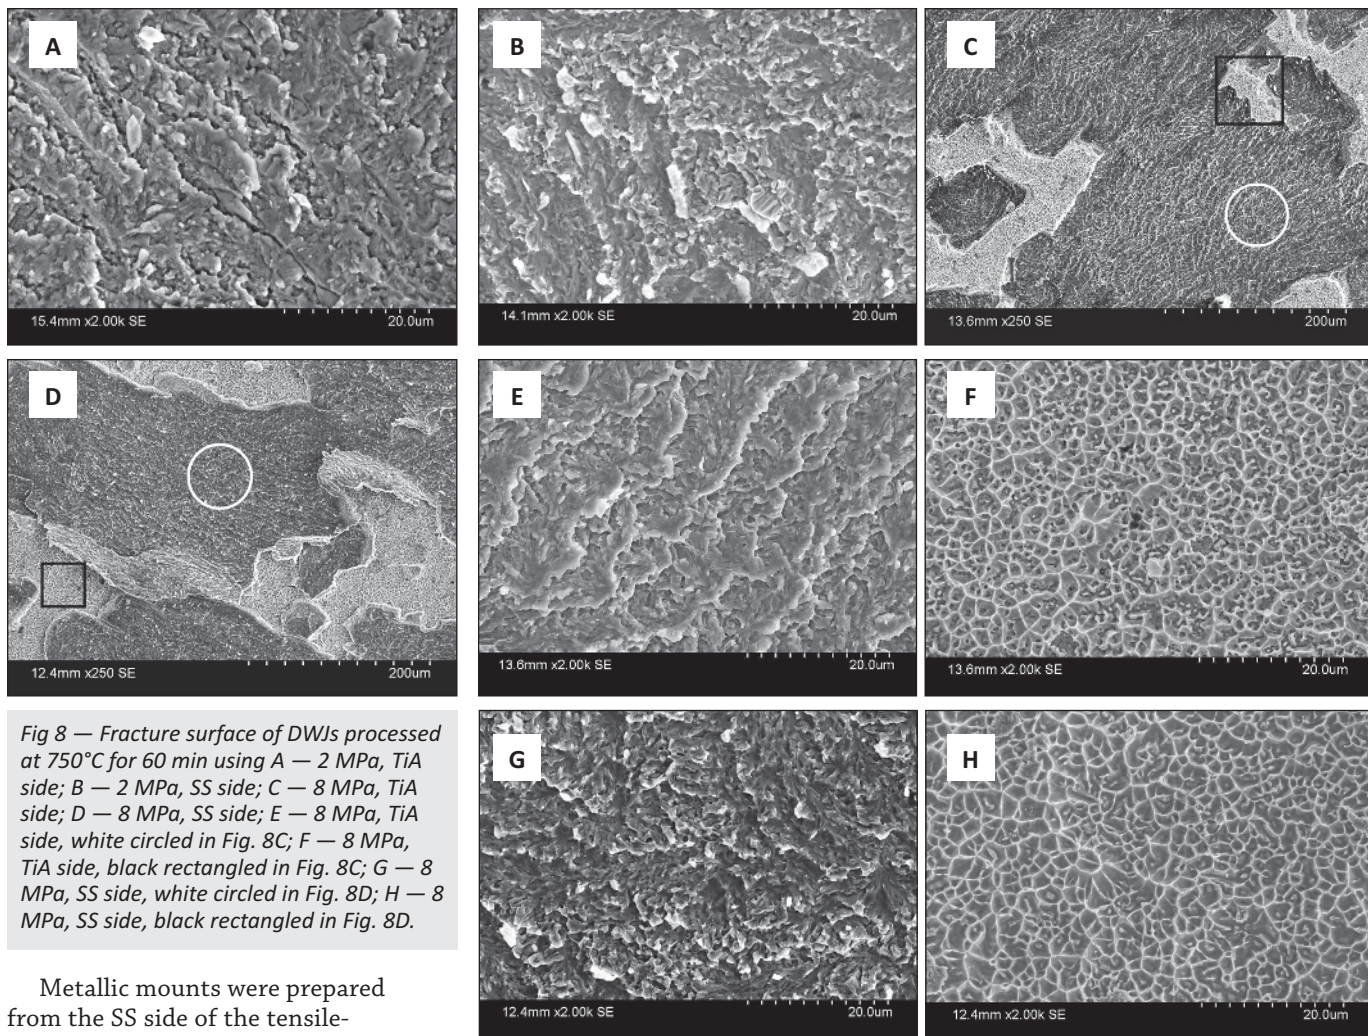 A
15.4mm x2.00k SE
20.0um
B
14.1mm x2.00k SE
20.0um
C
13.6mm x250 SE
200um
D
12.4mm x250 SE
200um
E
13.6mm x2.00k SE
20.0um
F
13.6mm x2.00k SE
20.0um
Fig 8 — Fracture surface of DWJs processed
at 750°C for 60 min using A — 2 MPa, TiA
side; B — 2 MPa, SS side; C — 8 MPa, TiA
side; D — 8 MPa, SS side; E — 8 MPa, TiA
side, white circled in Fig. 8C; F — 8 MPa,
TiA side, black rectangled in Fig. 8C; G — 8
MPa, SS side, white circled in Fig. 8D; H — 8
MPa, SS side, black rectangled in Fig. 8D.
G
12.4mm x2.00k SE
20.0um
H
12.4mm x2.00k SE
20.0um
Metallic mounts were prepared
from the SS side of the tensile-